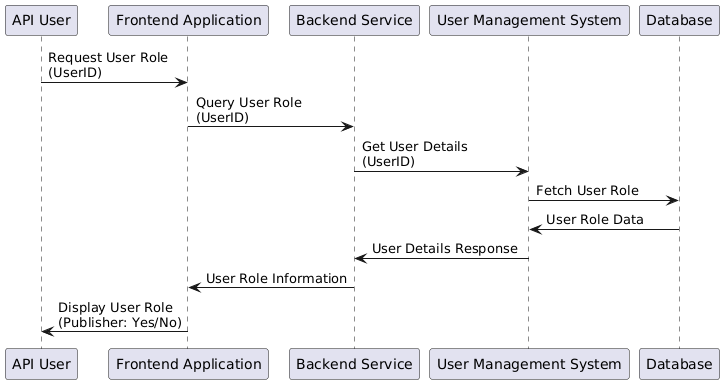 API User
Frontend Application
Backend Service
User Management System
Database
Request User Role
(UserID)
Query User Role
(UserID)
Get User Details
(UserID)
Fetch User Role
User Role Data
User Details Response
User Role Information
Display User Role
(Publisher: Yes/No)
API User
Frontend Application
Backend Service
User Management System
Database